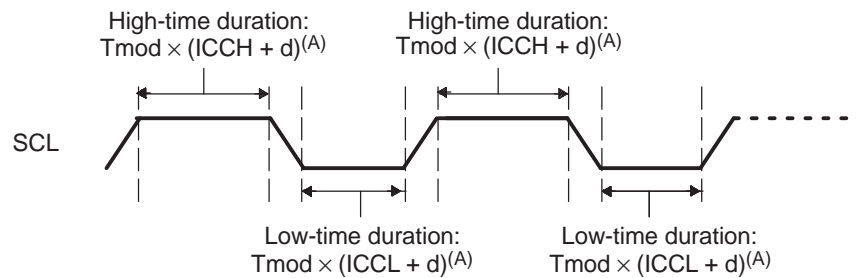 High-time duration:
Tmod × (ICCH + d)(A)
High-time duration:
Tmod × (ICCH + d)(A)
SCL
Low-time duration:
Tmod × (ICCL + d)(A)
Low-time duration:
Tmod × (ICCL + d)(A)